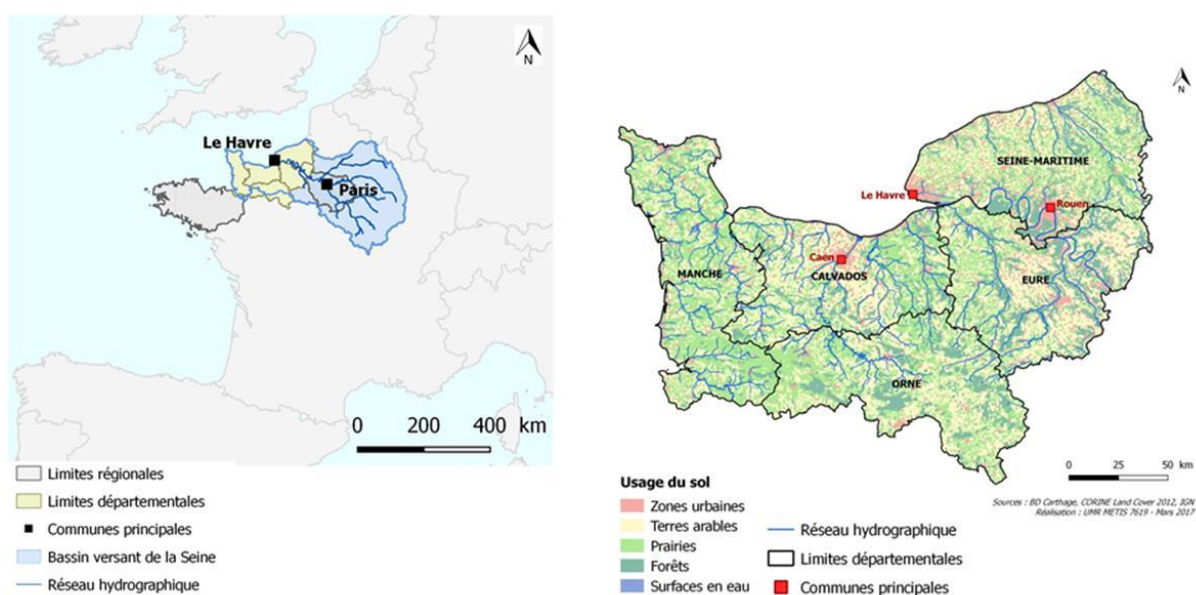 N
Le Havre
Paris
0 200 400 km
Limites régionales
Limites départementales
Communes principales
Bassin versant de la Seine
Réseau hydrographique
N
SEINE-MARITIME
Le Havre
Rouen
Caen
MANCHE
CALVADOS
EURE
ORNE
0 25 50 km
Usage du sol
Zones urbaines
Terres arables
Prairies
Forêts
Surfaces en eau
Sources : BD Carthage, CORINE Land Cover 2012, IGN
Réalisation : UMR METIS 7619 - Mars 2017
Réseau hydrographique
Limites départementales
Communes principales